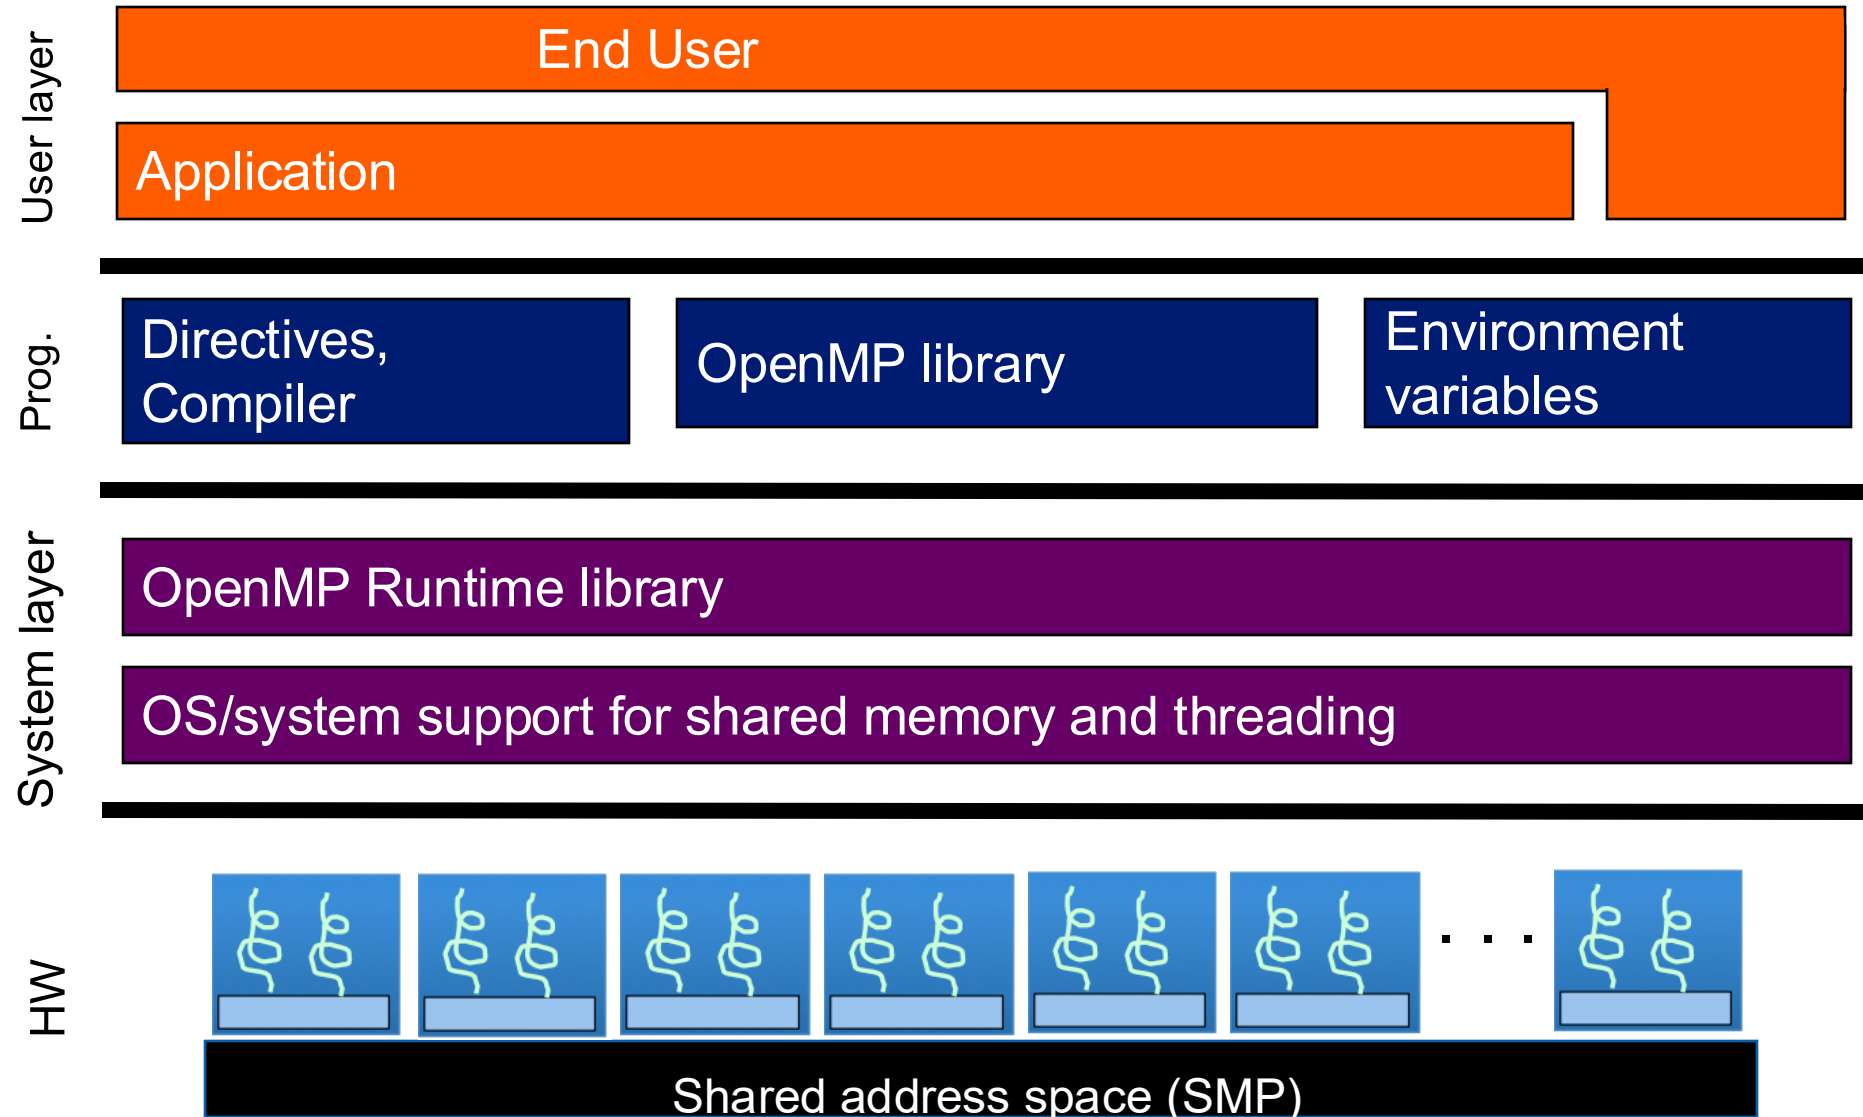 User layer
End User
Application
Prog.
Directives,
Compiler
OpenMP library
Environment
variables
System layer
OpenMP Runtime library
OS/system support for shared memory and threading
HW
. . .
Shared address space (SMP)